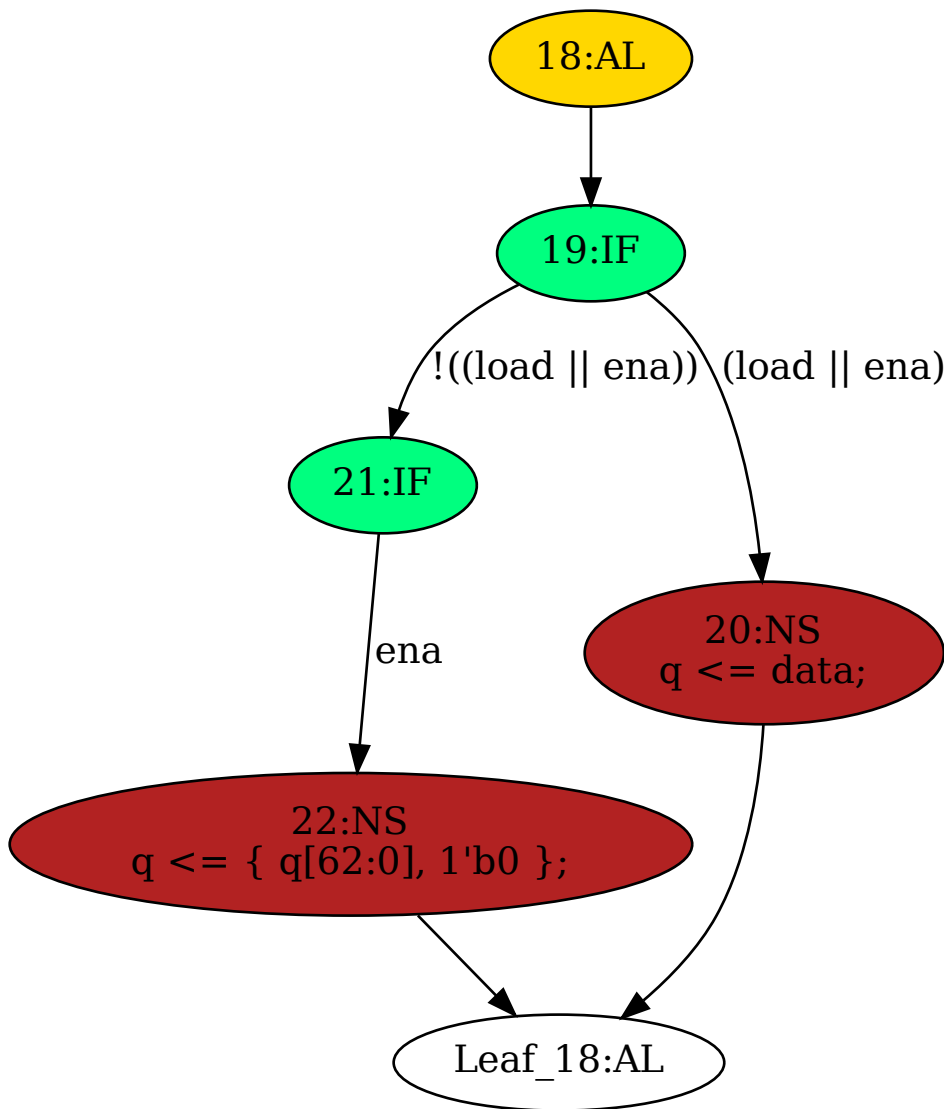 18:AL
19:IF
!((load || ena))
(load || ena)
21:IF
20:NS
q <= data;
ena
22:NS
q <= { q[62:0], 1'b0 };
Leaf_18:AL